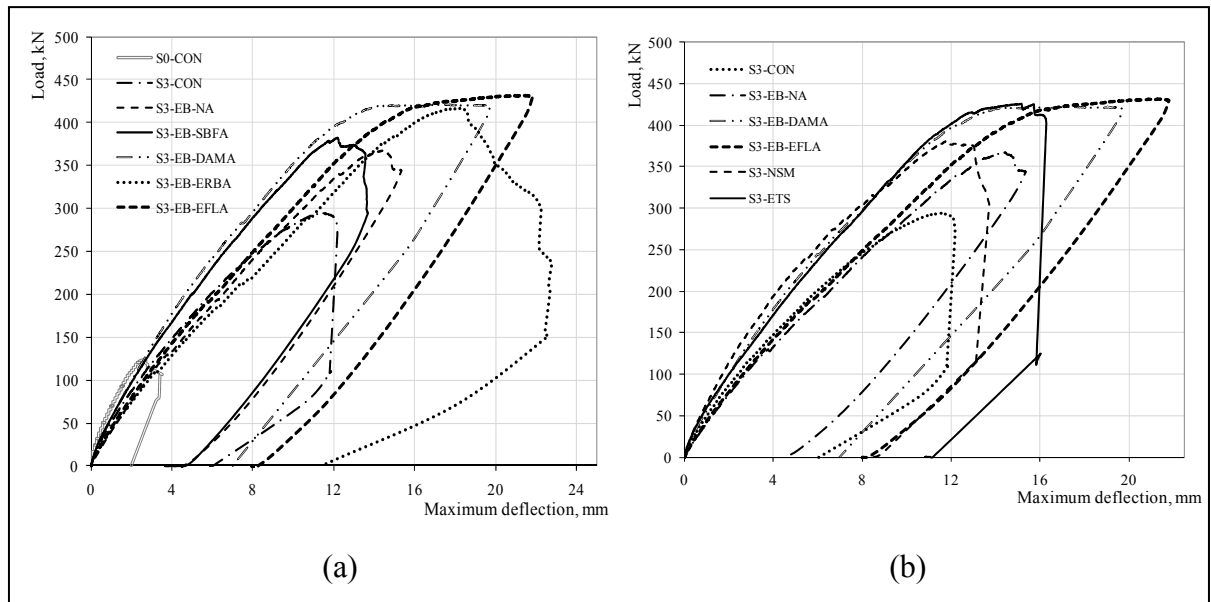 Load, kN
500
450
400
350
300
250
200
150
100
50
0
S0-CON
S3-CON
S3-EB-NA
S3-EB-SBFA
S3-EB-DAMA
S3-EB-ERBA
S3-EB-EFLA
0 4 8 12 16 20 24
Maximum deflection, mm
(a)
Load, kN
500
450
400
350
300
250
200
150
100
50
0
S3-CON
S3-EB-NA
S3-EB-DAMA
S3-EB-EFLA
S3-NSM
S3-ETS
0 4 8 12 16 20
Maximum deflection, mm
(b)